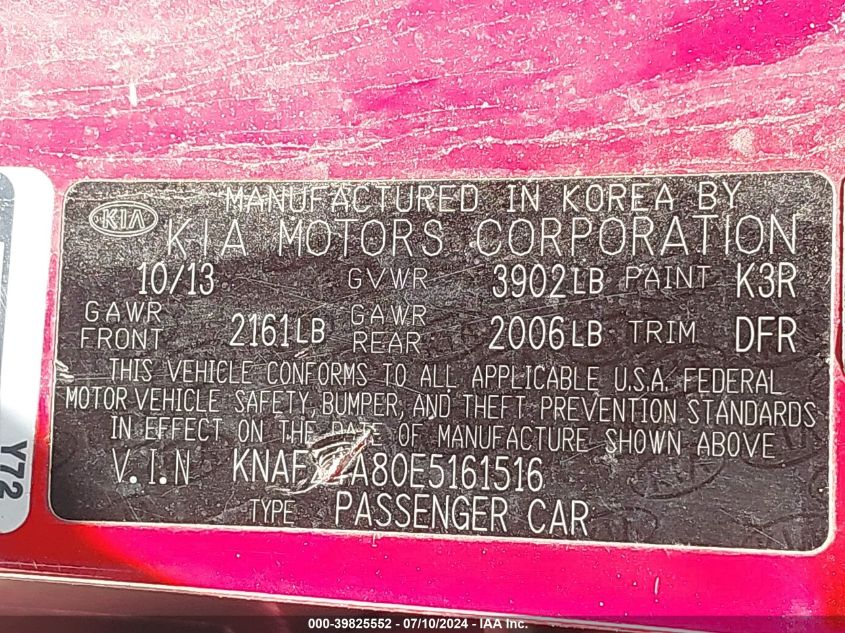 KIA
MANUFACTURED IN KOREA BY
KIA MOTORS CORPORATION
10/13 GVWR 3902LB PAINT K3R
GAWR FRONT 2161LB GAWR REAR 2006LB TRIM DFR
THIS VEHICLE CONFORMS TO ALL APPLICABLE U.S.A. FEDERAL
MOTOR VEHICLE SAFETY, BUMPER, AND THEFT PREVENTION STANDARDS
IN EFFECT ON THE DATE OF MANUFACTURE SHOWN ABOVE
V.I.N
TYPE PASSENGER CAR
Y72
000-39825552 / 07/10/2024 - IAA Inc.